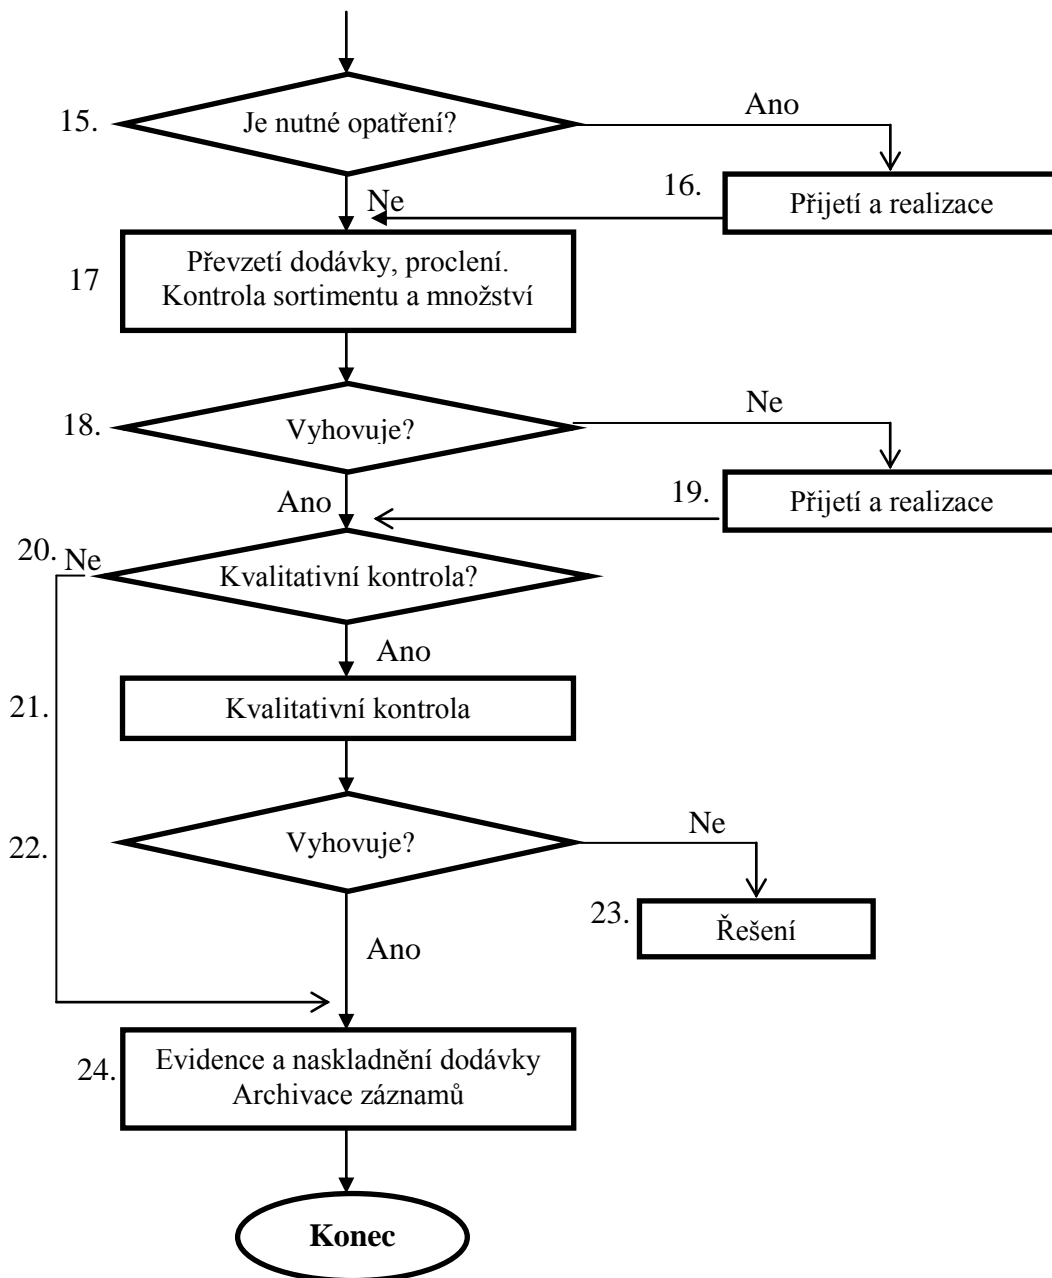 15.
Je nutné opatření?
Ano
Ne
16.
Přijetí a realizace
17
Převzetí dodávky, proclení.
Kontrola sortimentu a množství
18.
Vyhovuje?
Ne
Ano
19.
Přijetí a realizace
20.
Ne
Kvalitativní kontrola?
Ano
21.
Kvalitativní kontrola
22.
Vyhovuje?
Ne
23.
Řešení
Ano
24.
Evidence a naskladnění dodávky
Archivace záznamů
Konec